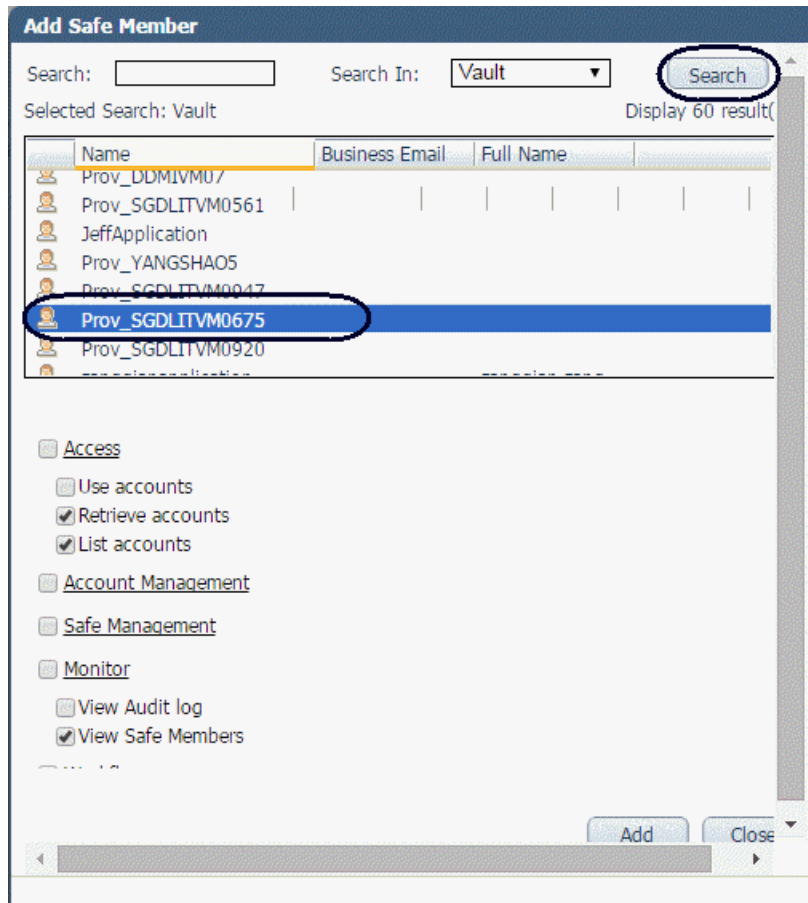 Add Safe Member
Search: Search In: Vault Search
Selected Search: Vault Display 60 result(
Name Business Email Full Name
Prov_DDMIVM07
Prov_SGDLITVM0561
JeffApplication
Prov_YANGSHAO5
Prov_SGDLITVM0947
Prov_SGDLITVM0675
Prov_SGDLITVM0920
Access
Use accounts
Retrieve accounts
List accounts
Account Management
Safe Management
Monitor
View Audit log
View Safe Members
Add Close